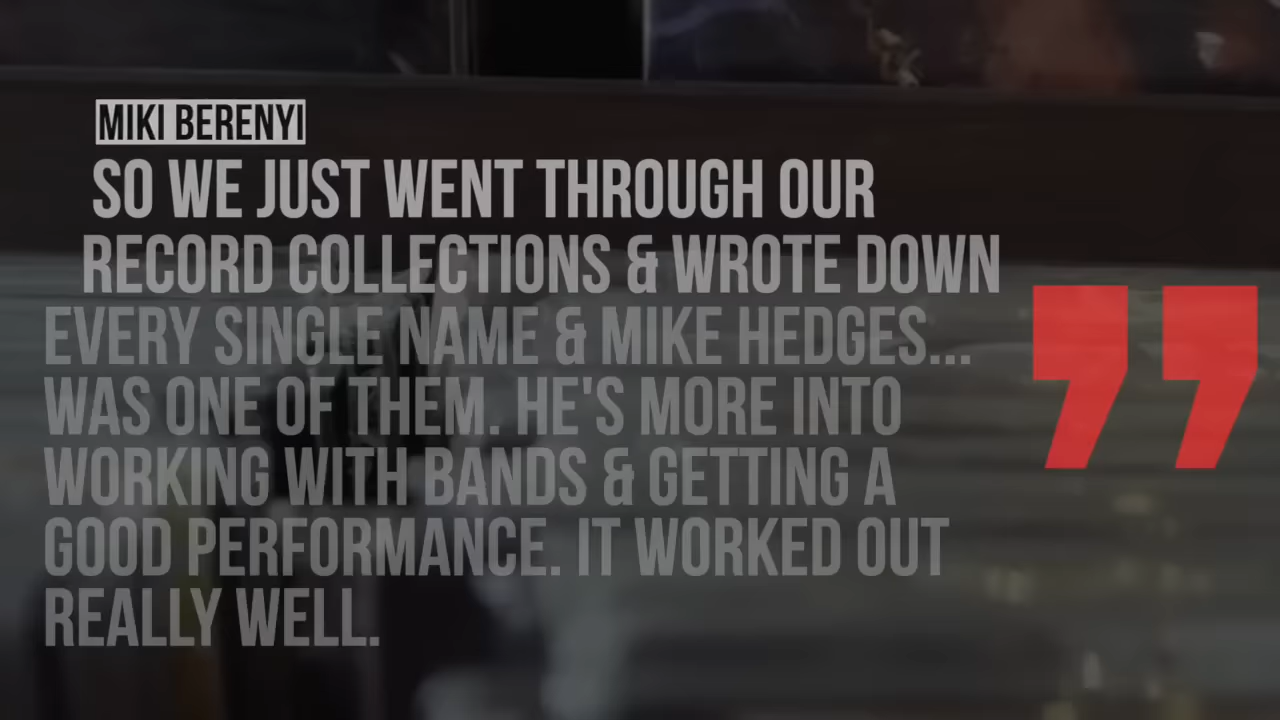 MIKI BERENYI
SO WE JUST WENT THROUGH OUR
RECORD COLLECTIONS & WROTE DOWN
EVERY SINGLE NAME & MIKE HEDGES...
WAS ONE OF THEM. HE'S MORE INTO
WORKING WITH BANDS & GETTING A
GOOD PERFORMANCE. IT WORKED OUT
REALLY WELL.
”